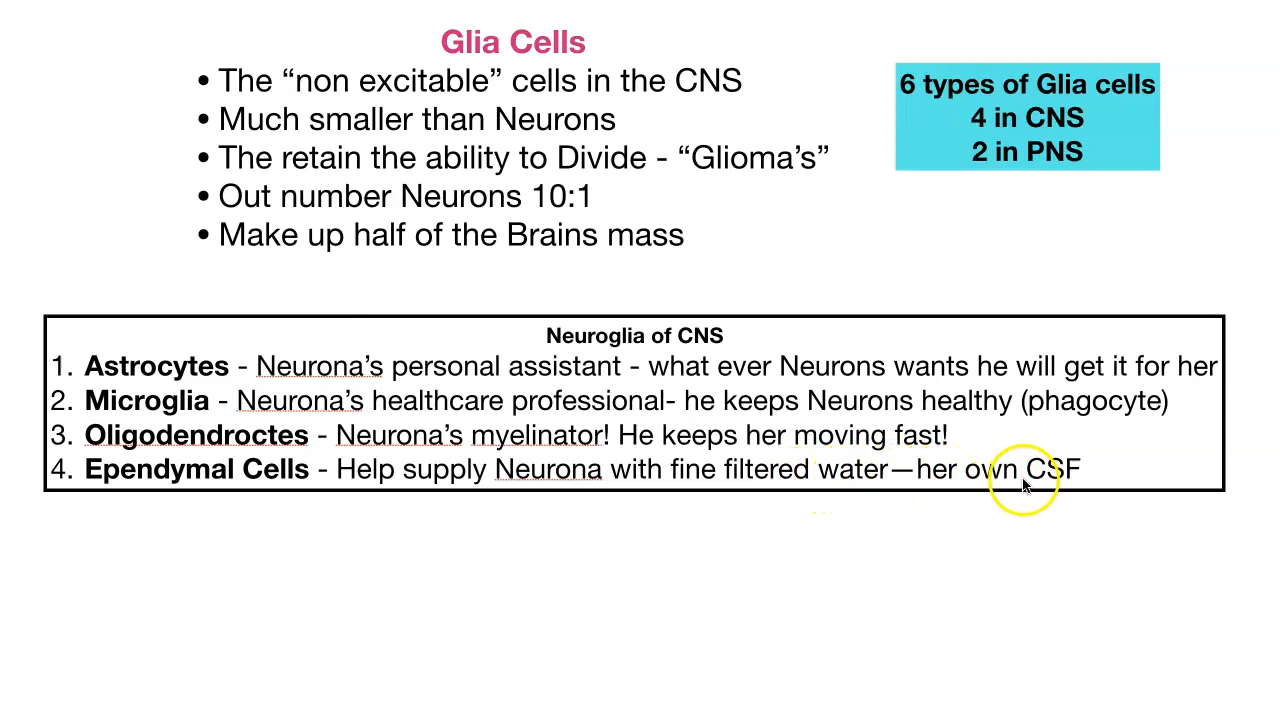 Glia Cells
• The “non excitable” cells in the CNS
• Much smaller than Neurons
• The retain the ability to Divide - “Glioma’s”
• Out number Neurons 10:1
• Make up half of the Brains mass
6 types of Glia cells
4 in CNS
2 in PNS
Neuroglia of CNS
1. Astrocytes - Neurona’s personal assistant - what ever Neurons wants he will get it for her
2. Microglia - Neurona’s healthcare professional- he keeps Neurons healthy (phagocyte)
3. Oligodendroctes - Neurona’s myelinator! He keeps her moving fast!
4. Ependymal Cells - Help supply Neurona with fine filtered water—her own CSF